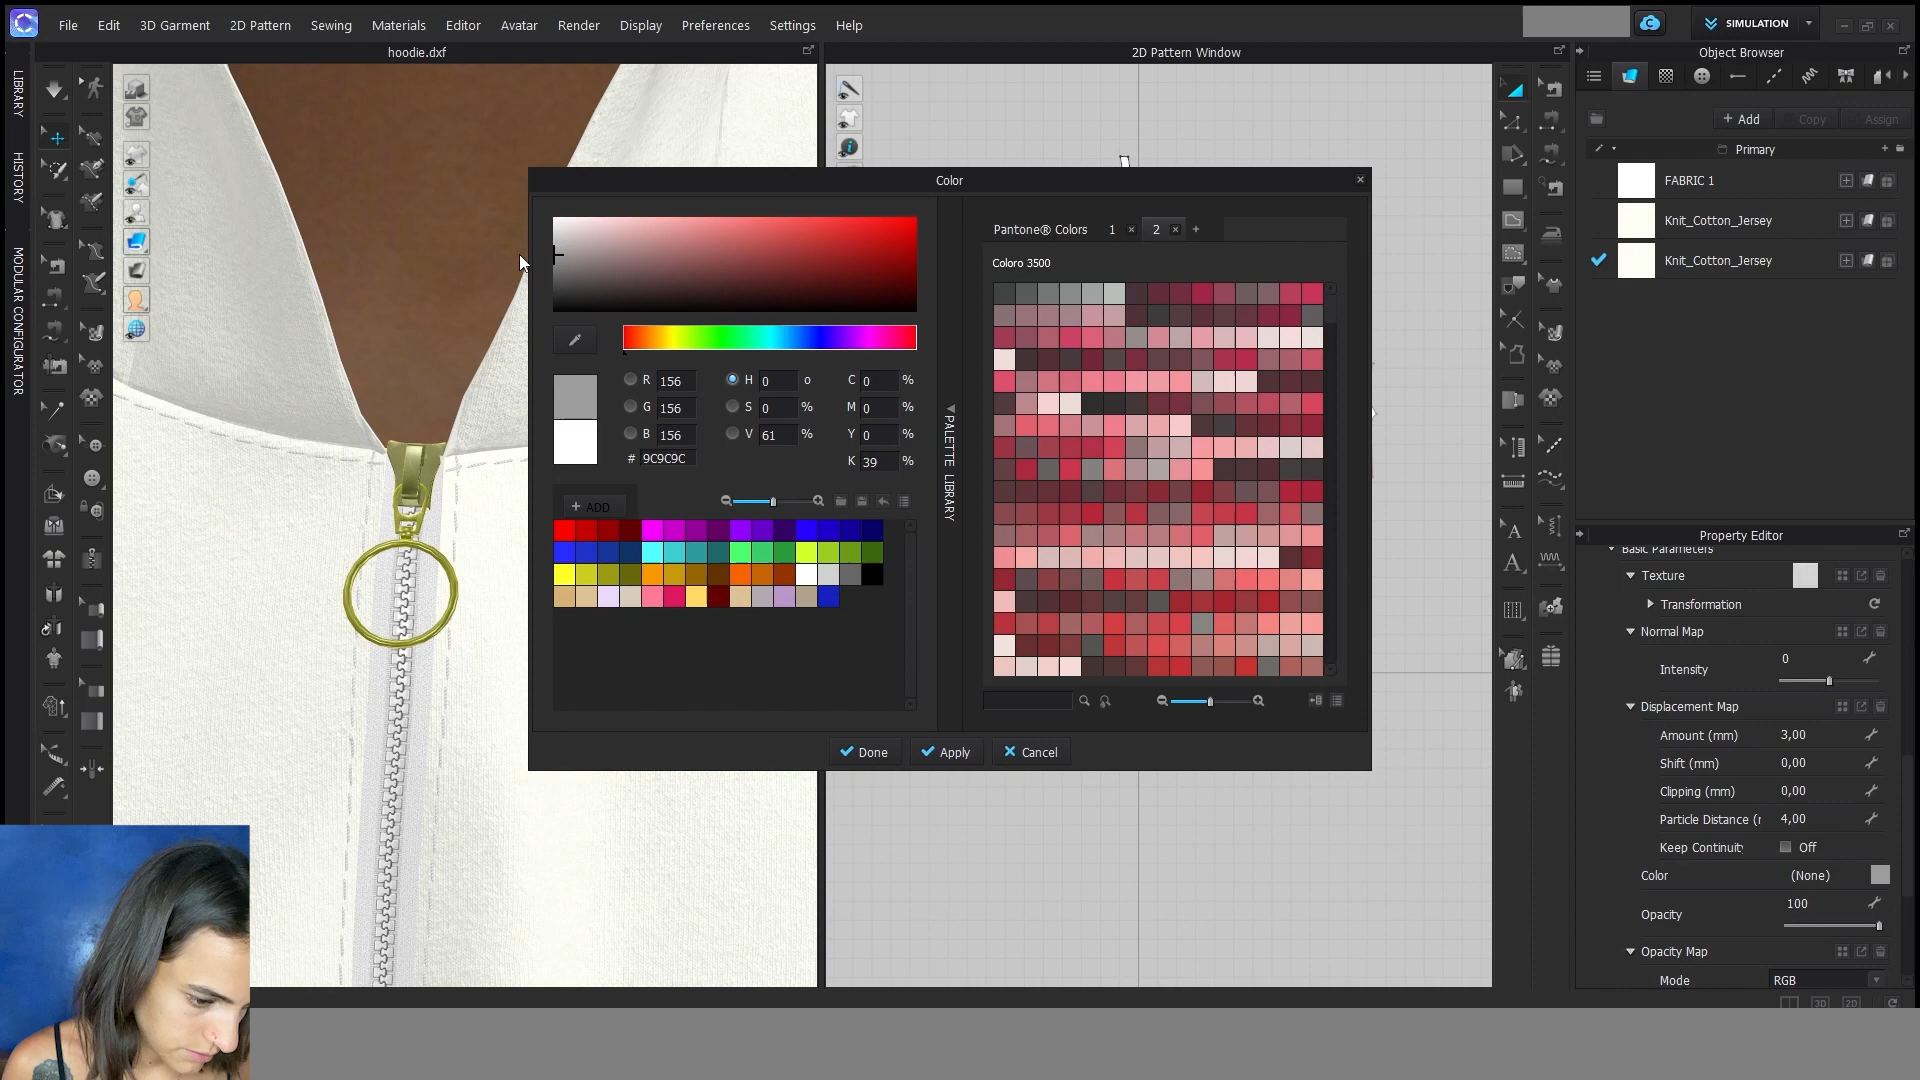 File Edit 3D Garment 2D Pattern Sewing Materials Editor Avatar Render Display Preferences Settings Help
SIMULATION
hoodie.dxf
2D Pattern Window
Object Browser
LIBRARY
HISTORY
MODULAR CONFIGURATOR
+ Add Copy Assign
Primary
FABRIC 1
Knit_Cotton_Jersey
Knit_Cotton_Jersey
Color
Pantone® Colors 1 2 +
Coloro 3500
R 156 H 0 o C 0 %
G 156 S 0 % M 0 %
B 156 V 61 % Y 0 %
# 9C9C9C K 39 %
+ ADD
PALETTE LIBRARY
Done Apply Cancel
Property Editor
Basic Parameters
Texture
Transformation
Normal Map
Intensity 0
Displacement Map
Amount (mm) 3,00
Shift (mm) 0,00
Clipping (mm) 0,00
Particle Distance (r 4,00
Keep Continuity Off
Color (None)
Opacity 100
Opacity Map
Mode RGB
3D 2D